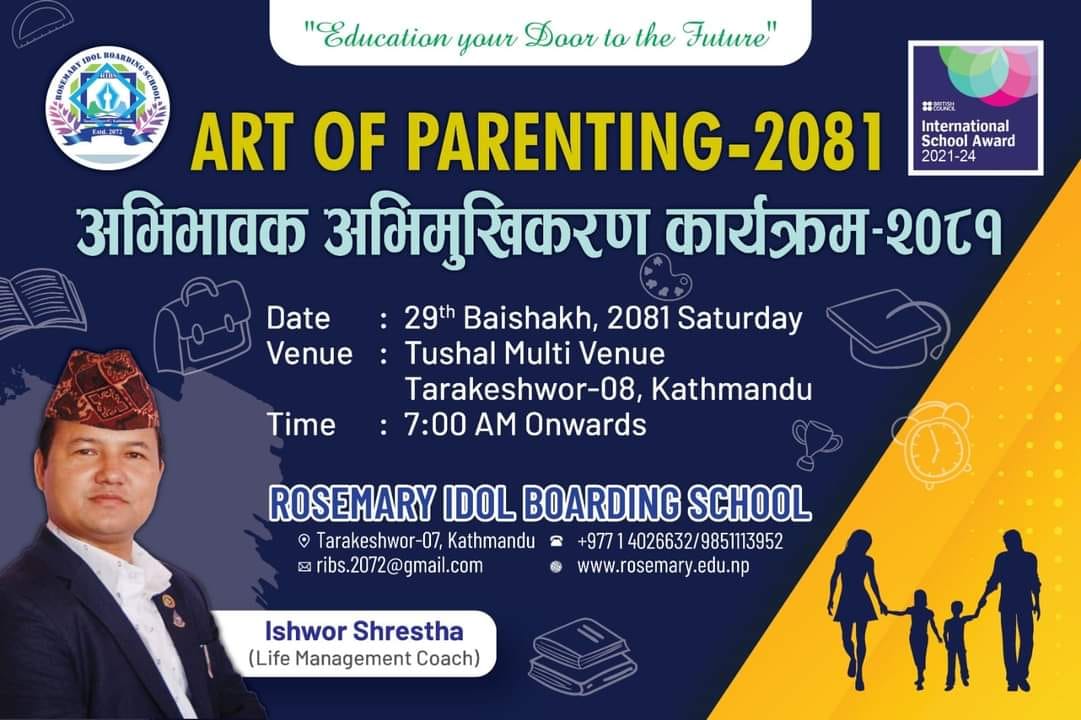 "Education your Door to the Future"
ROSEMARY IDOL BOARDING SCHOOL
RIBS
Estd. 2072
ART OF PARENTING-2081
BRITISH COUNCIL
International
School Award
2021-24
अभिभावक अभिमुखिकरण कार्यक्रम-२०८१
Date : 29th Baishakh, 2081 Saturday
Venue : Tushal Multi Venue
Tarakeshwor-08, Kathmandu
Time : 7:00 AM Onwards
ROSEMARY IDOL BOARDING SCHOOL
Tarakeshwor-07, Kathmandu +977 1 4026632/9851113952
ribs.2072@gmail.com www.rosemary.edu.np
Ishwor Shrestha
(Life Management Coach)